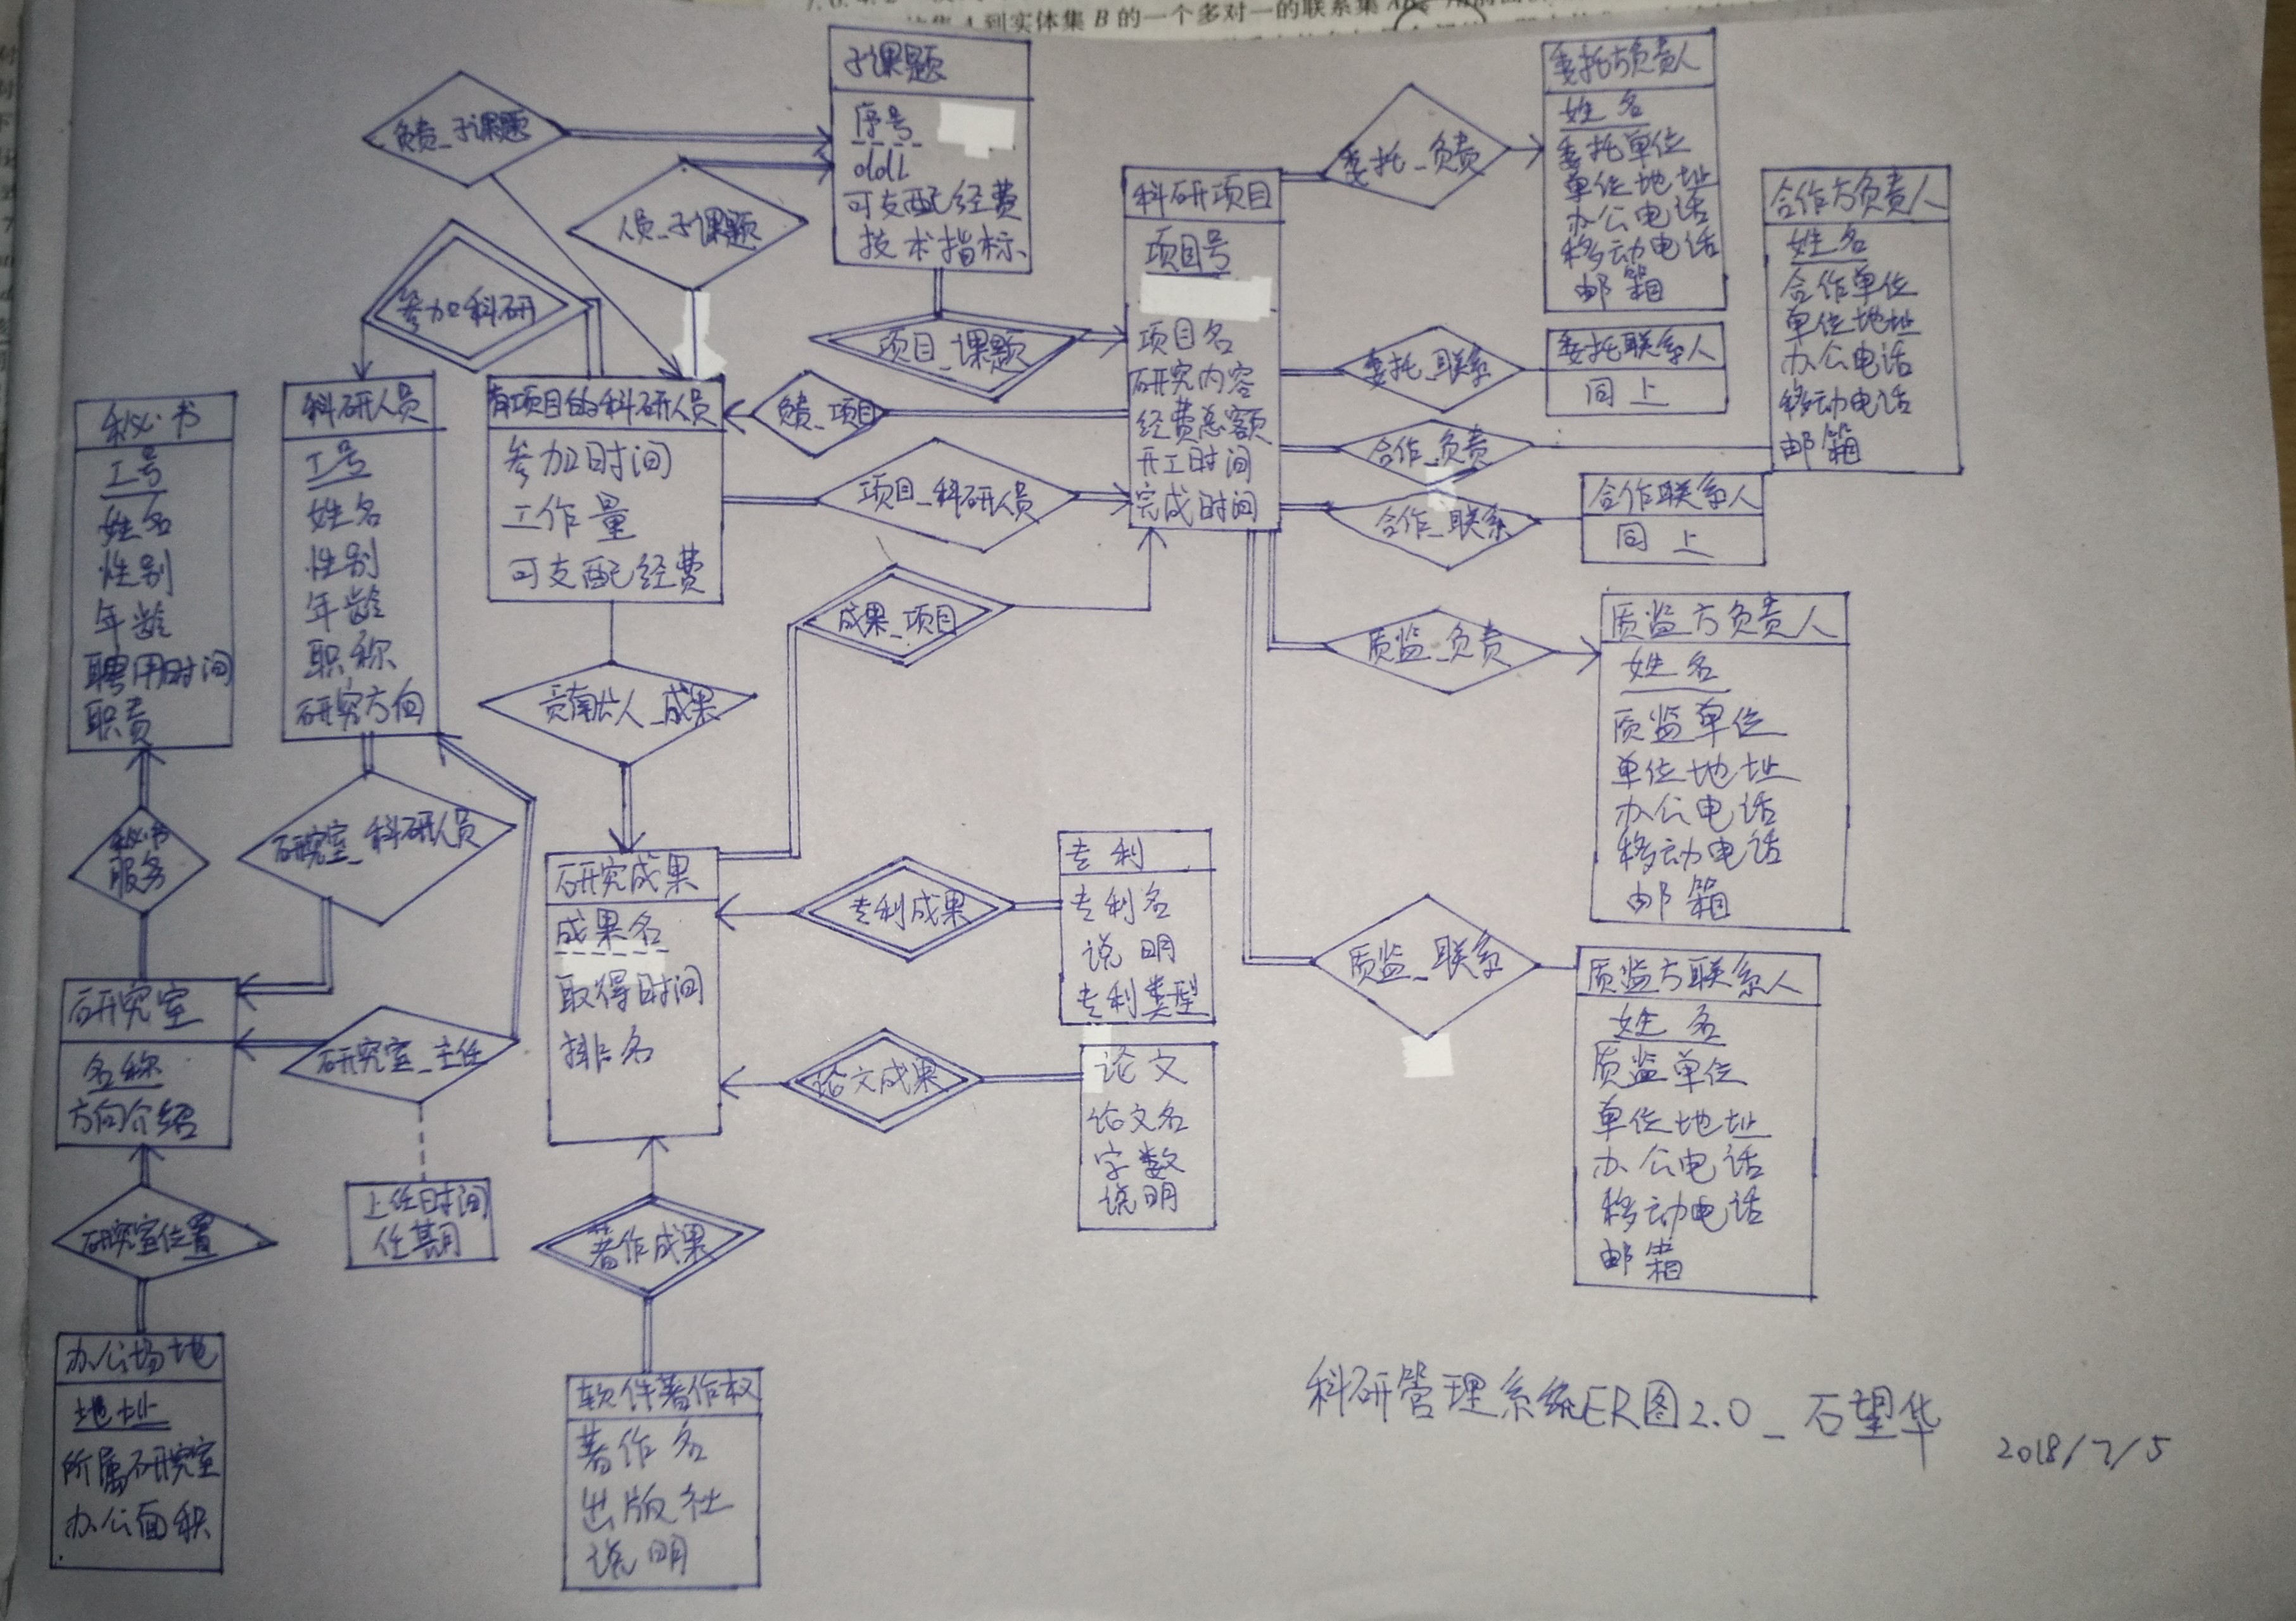 到实体集 B 的一个多对一的联系集
子课题
序号
ddl
可支配经费
技术指标
负责_子课题
人员_子课题
参加科研
科研项目
项目号
项目名
研究内容
经费总额
开工时间
完成时间
委托_负责
委托方负责人
姓名
委托单位
单位地址
办公电话
移动电话
邮箱
合作方负责人
姓名
合作单位
单位地址
办公电话
移动电话
邮箱
委托_联系
委托联系人
同上
合作_负责
合作_联系
合作联系人
同上
项目_课题
负责_项目
项目_科研人员
秘书
工号
姓名
性别
年龄
聘用时间
职责
科研人员
工号
姓名
性别
年龄
职称
研究方向
有项目的科研人员
参加时间
工作量
可支配经费
成果_项目
贡献人_成果
质监_负责
质监方负责人
姓名
质监单位
单位地址
办公电话
移动电话
邮箱
秘书
服务
研究室_科研人员
研究成果
成果名
取得时间
排名
专利成果
专利
专利名
说明
专利类型
质监_联系
质监方联系人
姓名
质监单位
单位地址
办公电话
移动电话
邮箱
研究室
名称
方向介绍
研究室_主任
上任时间
任期
论文成果
论文
论文名
字数
说明
研究室位置
著作成果
办公场地
地址
所属研究室
办公面积
软件著作权
著作名
出版社
说明
科研管理系统ER图2.0_石望华
2018/7/5